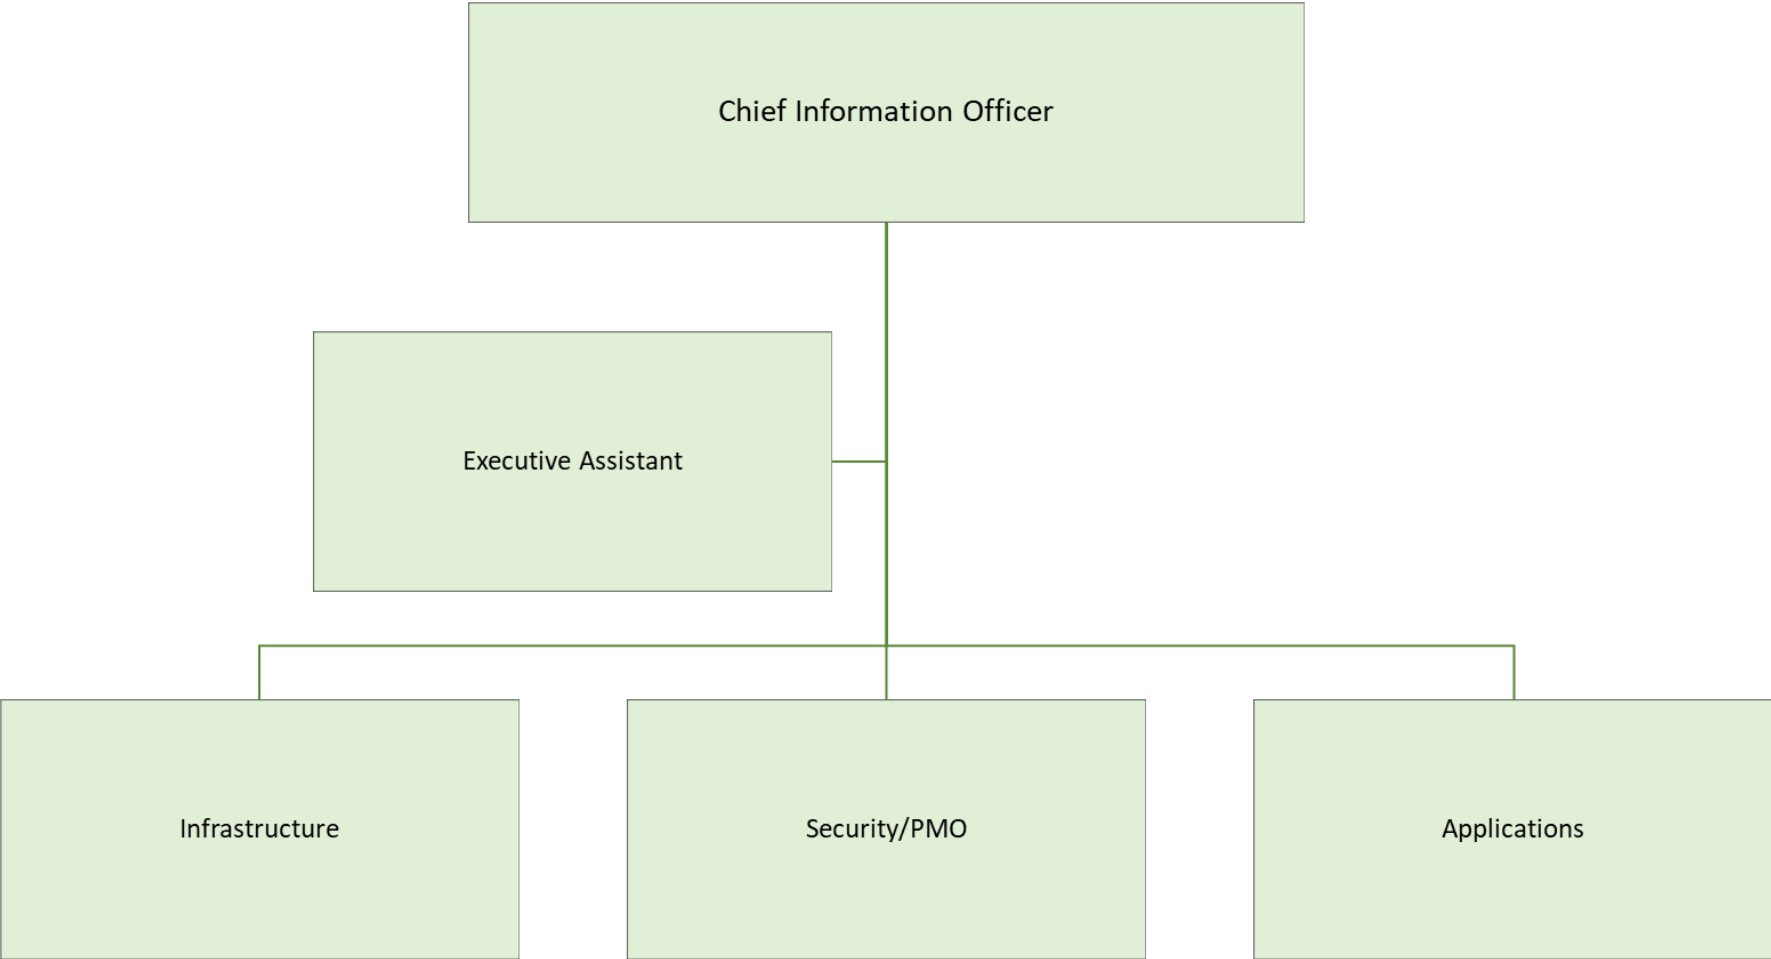 Chief Information Officer
Executive Assistant
Infrastructure
Security/PMO
Applications